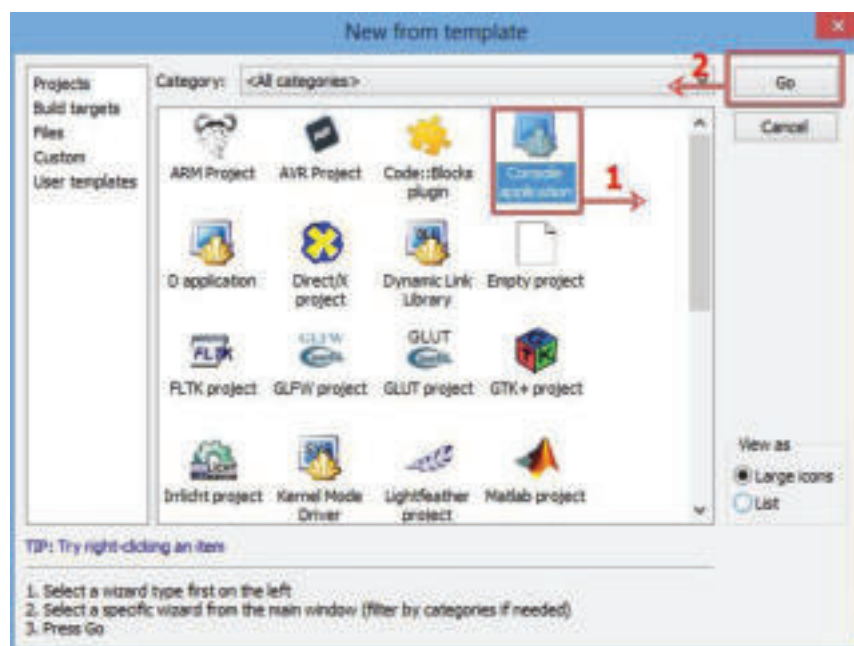 New from template
Projects
Build targets
Files
Custom
User templates
Category: <All categories>
2
Go
Cancel
ARM Project
AVR Project
Code::Blocks
plugin
Console
application
1
D application
Direct/X
project
Dynamic Link
Library
Empty project
FLTK project
GLFW project
GLUT project
GTK+ project
Irrlicht project
Kernel Mode
Driver
Lightfeather
project
Matlab project
View as
Large icons
List
TIP: Try right-clicking an item
1. Select a wizard type first on the left
2. Select a specific wizard from the main window (filter by categories if needed)
3. Press Go